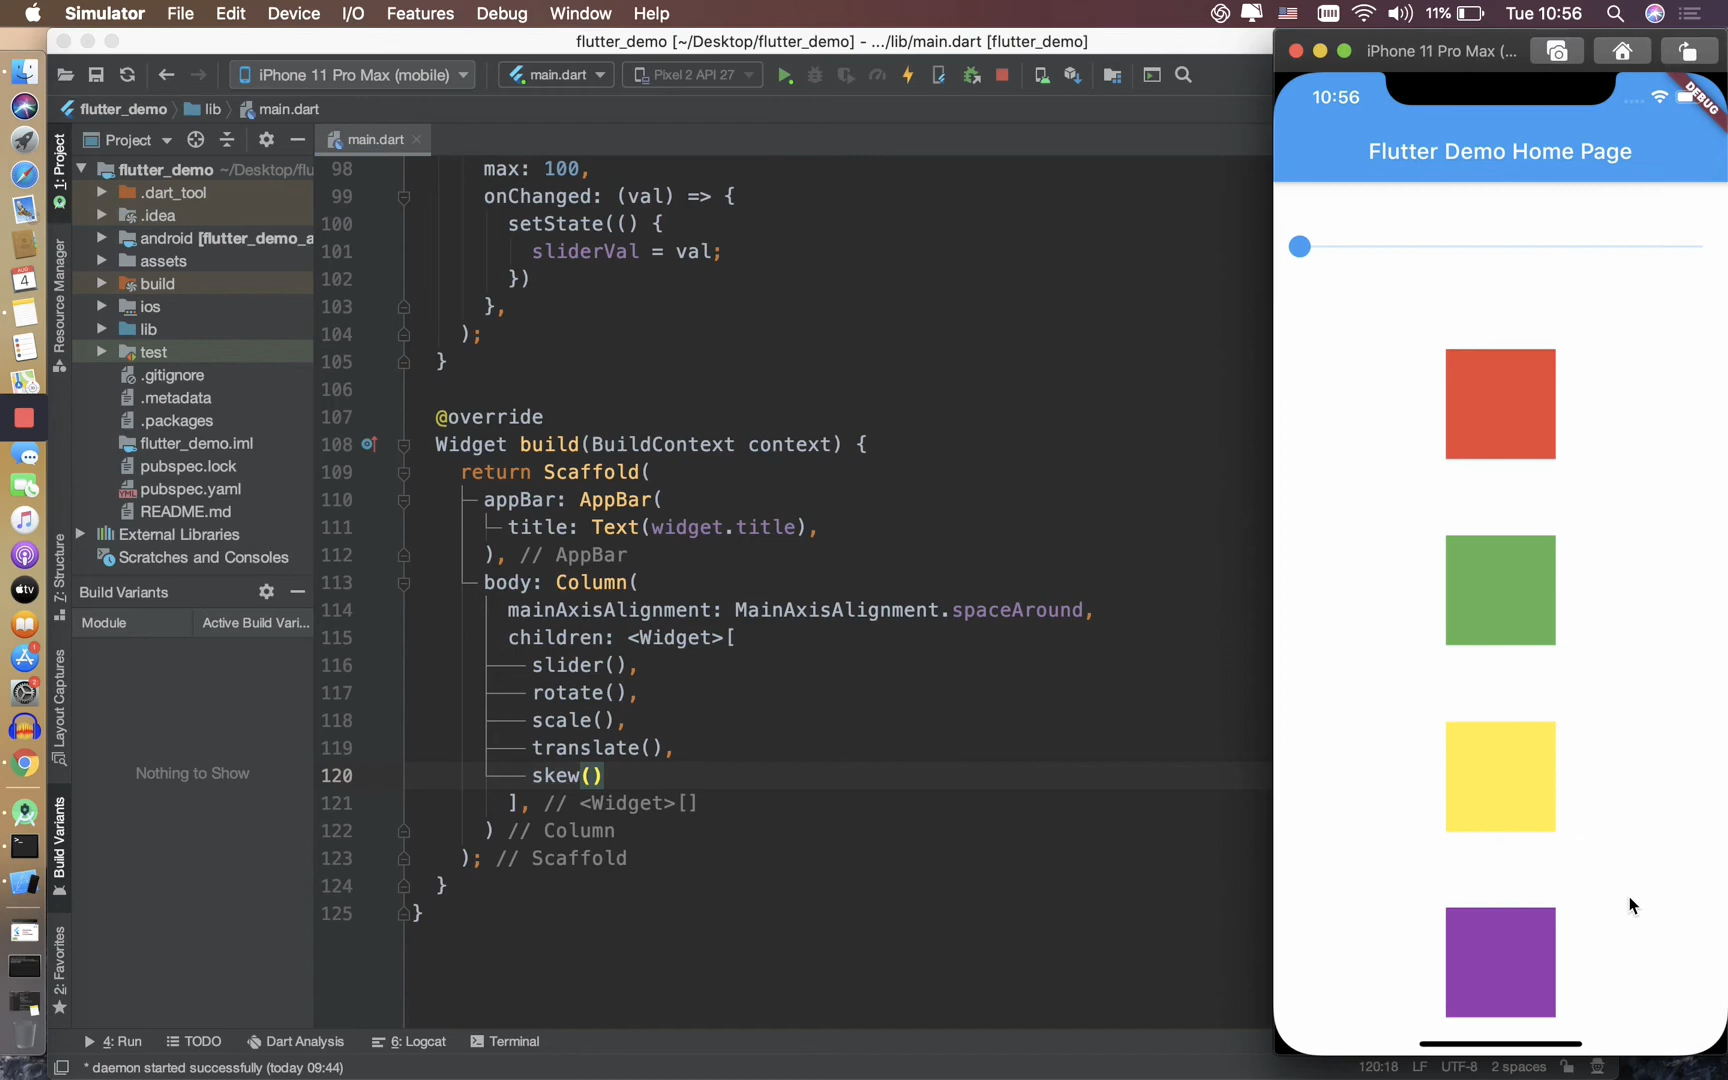 Simulator File Edit Device I/O Features Debug Window Help
11% Tue 10:56
flutter_demo [~/Desktop/flutter_demo] - .../lib/main.dart [flutter_demo]
iPhone 11 Pro Max (mobile) main.dart Pixel 2 API 27
flutter_demo lib main.dart
1: Project
Resource Manager
7: Structure
Layout Captures
Build Variants
2: Favorites
Project
flutter_demo ~/Desktop/flu
.dart_tool
.idea
android [flutter_demo_a
assets
build
ios
lib
test
.gitignore
.metadata
.packages
flutter_demo.iml
pubspec.lock
pubspec.yaml
README.md
External Libraries
Scratches and Consoles
Build Variants
Module Active Build Vari...
Nothing to Show
main.dart
98 max: 100,
99 onChanged: (val) => {
100 setState(() {
101 sliderVal = val;
102 })
103 },
104 );
105 }
106
107 @override
108 Widget build(BuildContext context) {
109 return Scaffold(
110 appBar: AppBar(
111 title: Text(widget.title),
112 ), // AppBar
113 body: Column(
114 mainAxisAlignment: MainAxisAlignment.spaceAround,
115 children: <Widget>[
116 slider(),
117 rotate(),
118 scale(),
119 translate(),
120 skew()
121 ], // <Widget>[]
122 ) // Column
123 ); // Scaffold
124 }
125 }
4: Run TODO Dart Analysis 6: Logcat Terminal
* daemon started successfully (today 09:44)
120:18 LF UTF-8 2 spaces
iPhone 11 Pro Max (...
10:56
DEBUG
Flutter Demo Home Page
AUG
4
tv
1
2
YML